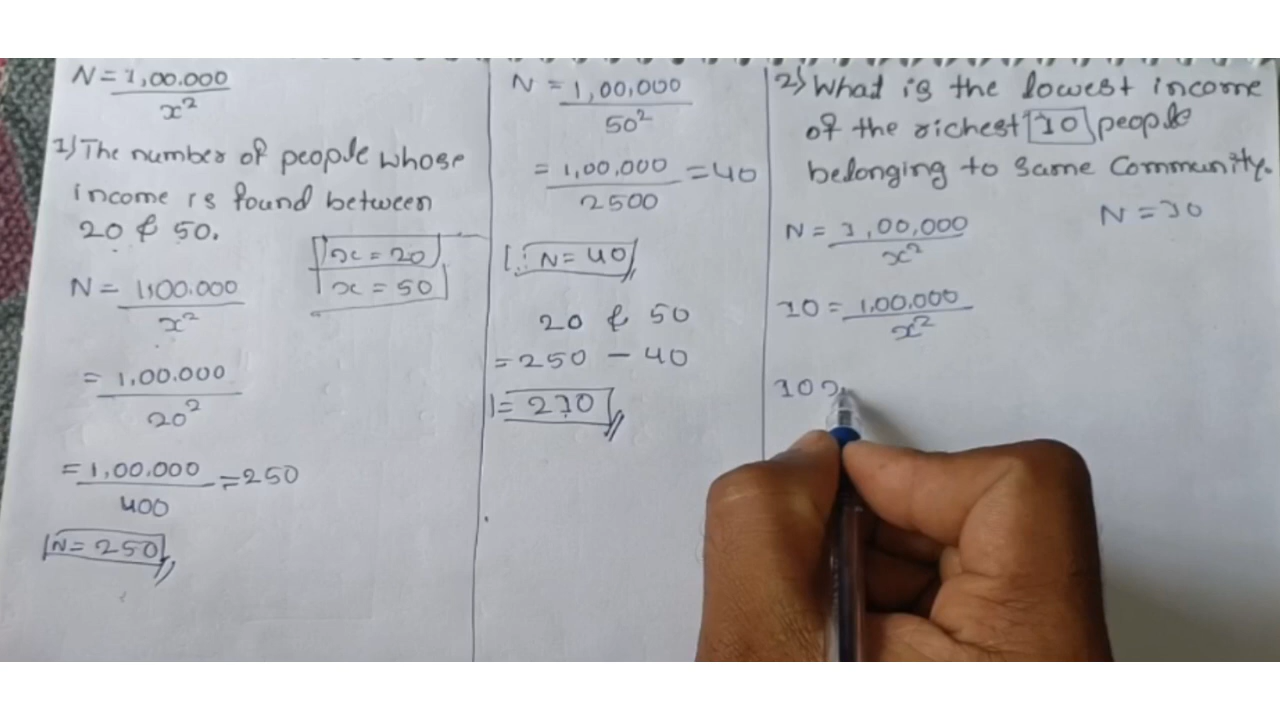 N = 1,00.000
x²
1) The number of people whose
income is found between
20 & 50.
x = 20
x = 50
N = 1,00.000
x²
= 1,00.000
20²
= 1,00.000 = 250
400
N = 250
N = 1,00,000
50²
= 1,00,000 = 40
2500
∴ N = 40
20 & 50
= 250 - 40
= 210
2) What is the lowest income
of the richest 10 people
belonging to same community.
N = 10
N = 1,00,000
x²
10 = 1,00,000
x²
10